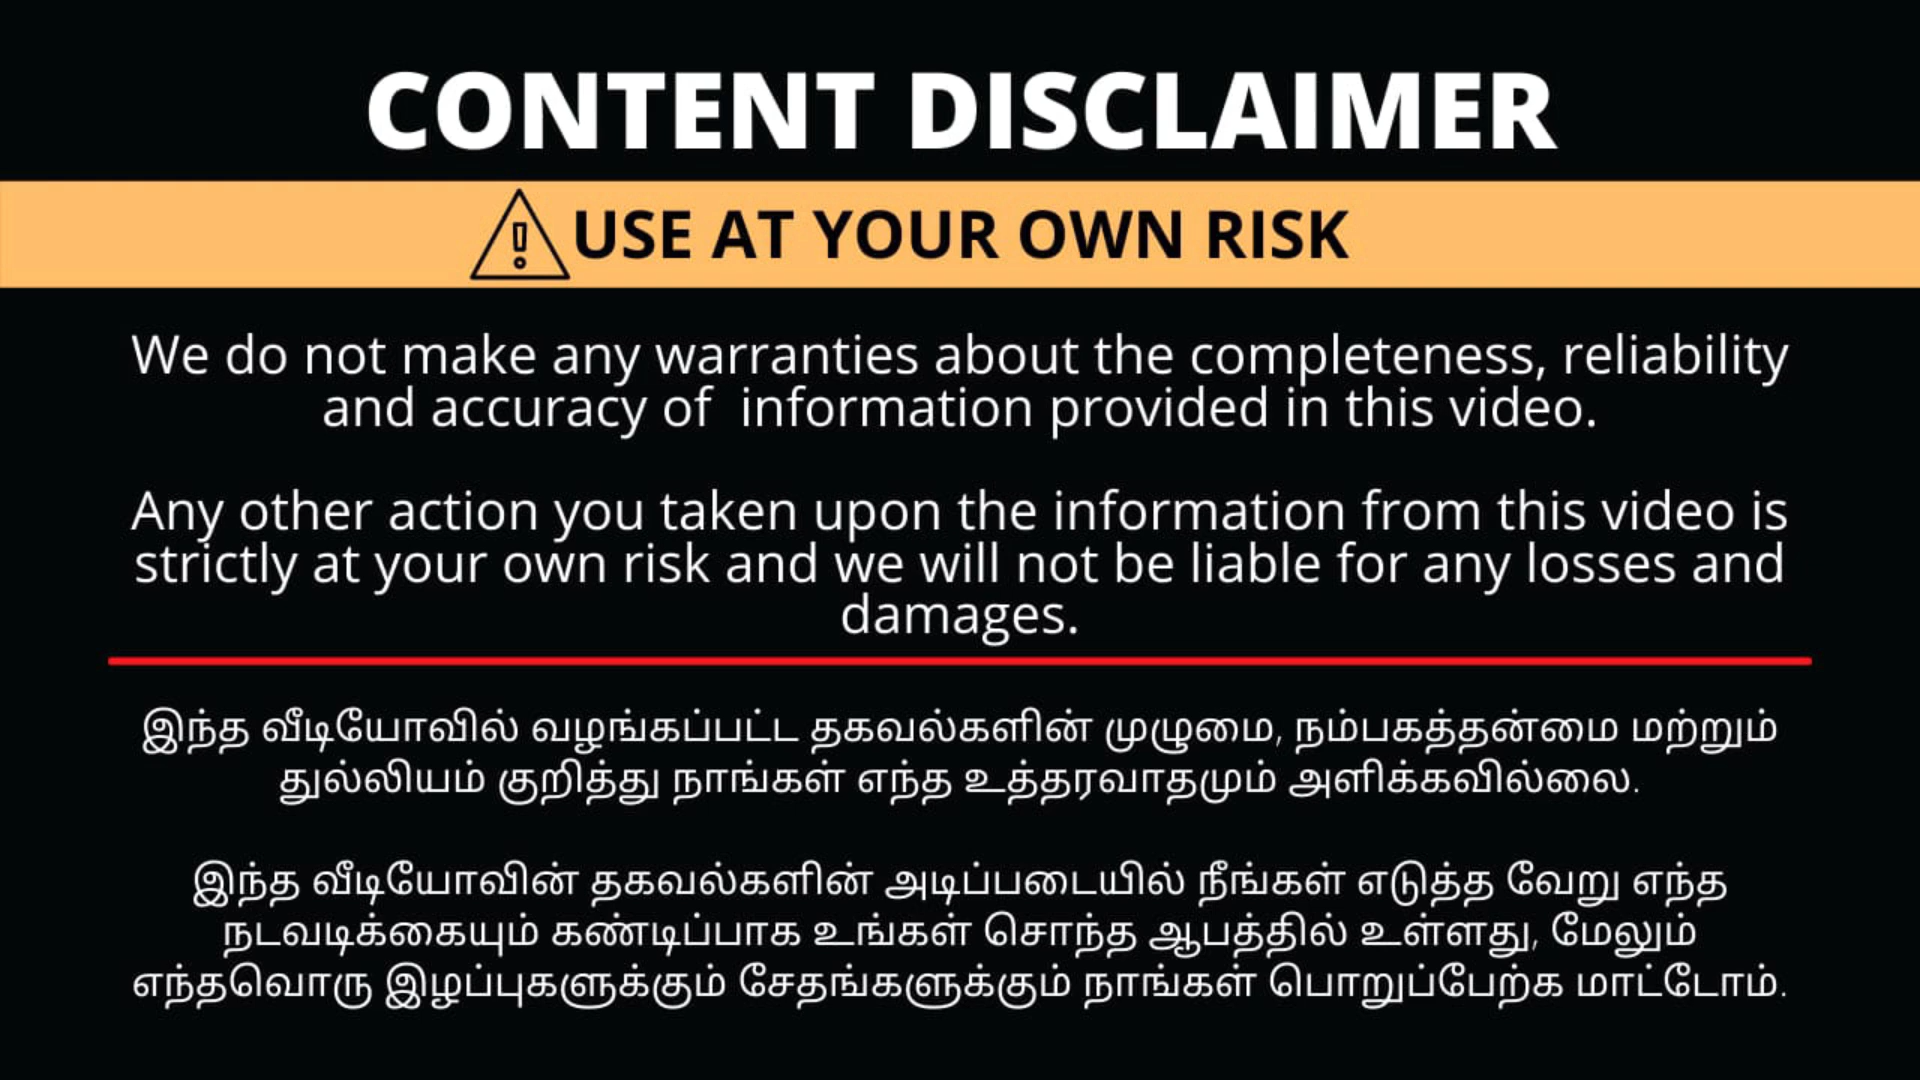 CONTENT DISCLAIMER
USE AT YOUR OWN RISK
We do not make any warranties about the completeness, reliability
and accuracy of  information provided in this video.
Any other action you taken upon the information from this video is
strictly at your own risk and we will not be liable for any losses and
damages.
இந்த வீடியோவில் வழங்கப்பட்ட தகவல்களின் முழுமை, நம்பகத்தன்மை மற்றும்
துல்லியம் குறித்து நாங்கள் எந்த உத்தரவாதமும் அளிக்கவில்லை.
இந்த வீடியோவின் தகவல்களின் அடிப்படையில் நீங்கள் எடுத்த வேறு எந்த
நடவடிக்கையும் கண்டிப்பாக உங்கள் சொந்த ஆபத்தில் உள்ளது, மேலும்
எந்தவொரு இழப்புகளுக்கும் சேதங்களுக்கும் நாங்கள் பொறுப்பேற்க மாட்டோம்.